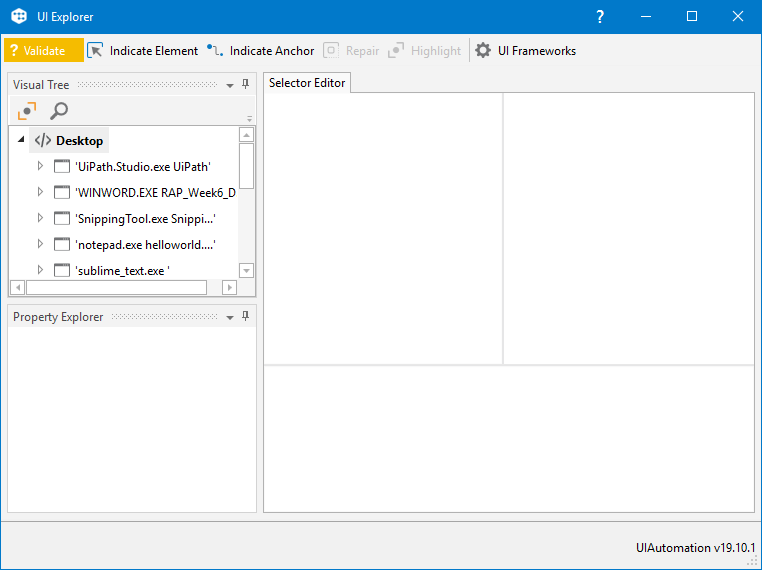 UI Explorer
?
? Validate Indicate Element Indicate Anchor Repair Highlight UI Frameworks
Visual Tree
Selector Editor
</> Desktop
'UiPath.Studio.exe UiPath'
'WINWORD.EXE RAP_Week6_D
'SnippingTool.exe Snippi...'
'notepad.exe helloworld....'
'sublime_text.exe '
Property Explorer
UIAutomation v19.10.1